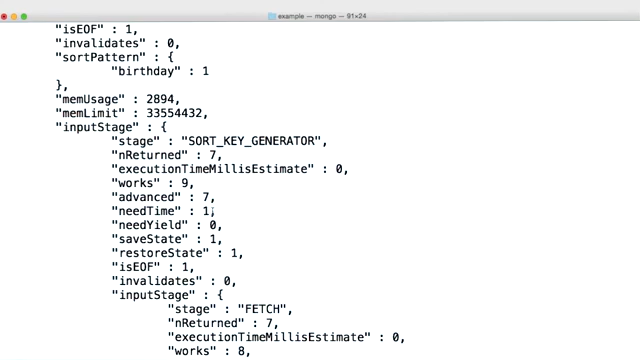 example — mongo — 91×24
"isEOF" : 1,
"invalidates" : 0,
"sortPattern" : {
"birthday" : 1
},
"memUsage" : 2894,
"memLimit" : 33554432,
"inputStage" : {
"stage" : "SORT_KEY_GENERATOR",
"nReturned" : 7,
"executionTimeMillisEstimate" : 0,
"works" : 9,
"advanced" : 7,
"needTime" : 1,
"needYield" : 0,
"saveState" : 1,
"restoreState" : 1,
"isEOF" : 1,
"invalidates" : 0,
"inputStage" : {
"stage" : "FETCH",
"nReturned" : 7,
"executionTimeMillisEstimate" : 0,
"works" : 8,